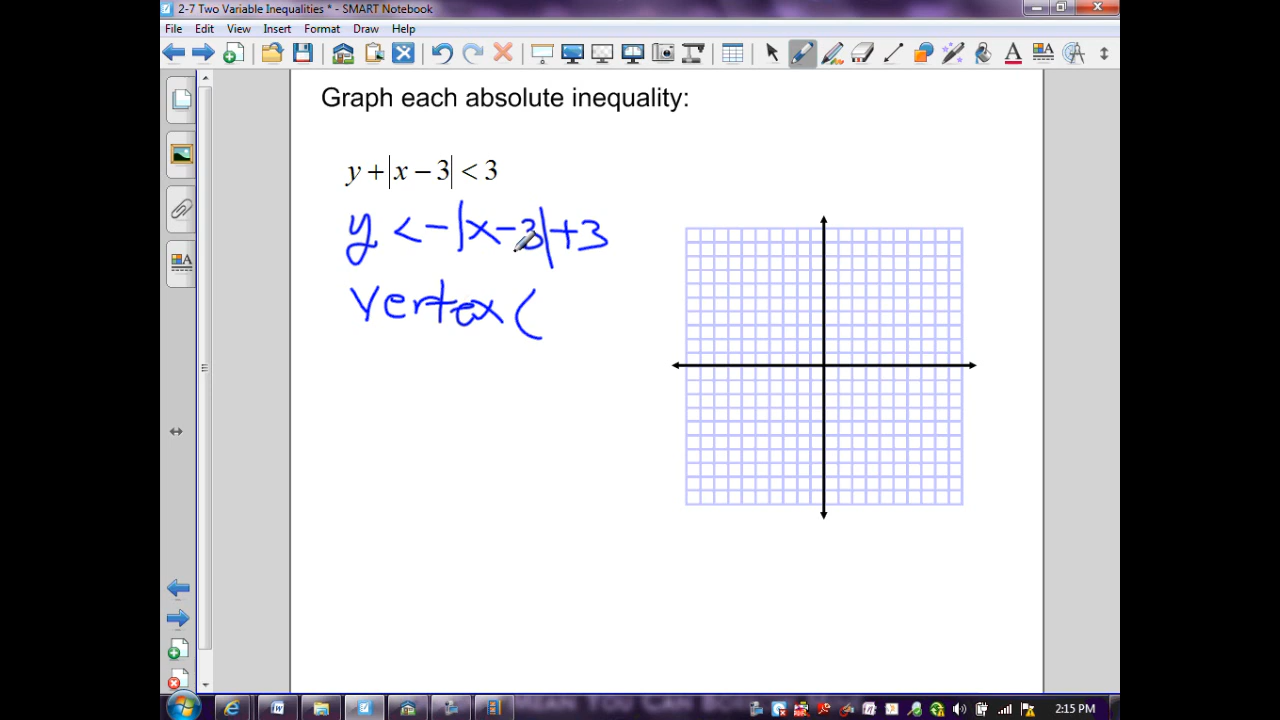 2-7 Two Variable Inequalities * - SMART Notebook
File Edit View Insert Format Draw Help
Graph each absolute inequality:
y + |x − 3| < 3
y < - |x - 3| + 3
Vertex (
2:15 PM